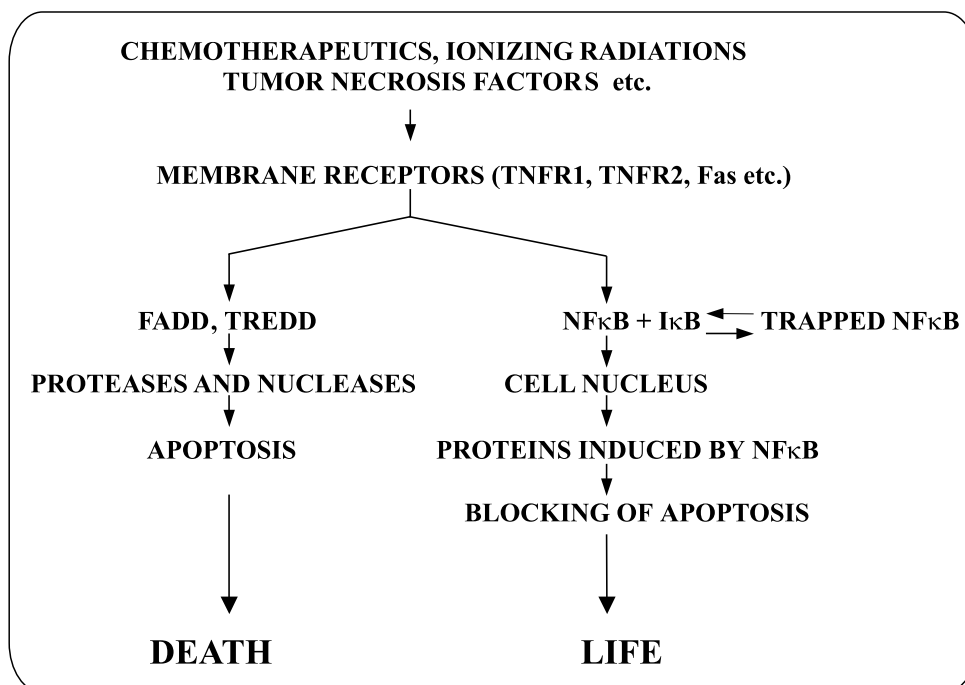 CHEMOTHERAPEUTICS, IONIZING RADIATIONS
TUMOR NECROSIS FACTORS etc.
MEMBRANE RECEPTORS (TNFR1, TNFR2, Fas etc.)
FADD, TREDD
PROTEASES AND NUCLEASES
APOPTOSIS
DEATH
NFκB + IκB
TRAPPED NFκB
CELL NUCLEUS
PROTEINS INDUCED BY NFκB
BLOCKING OF APOPTOSIS
LIFE